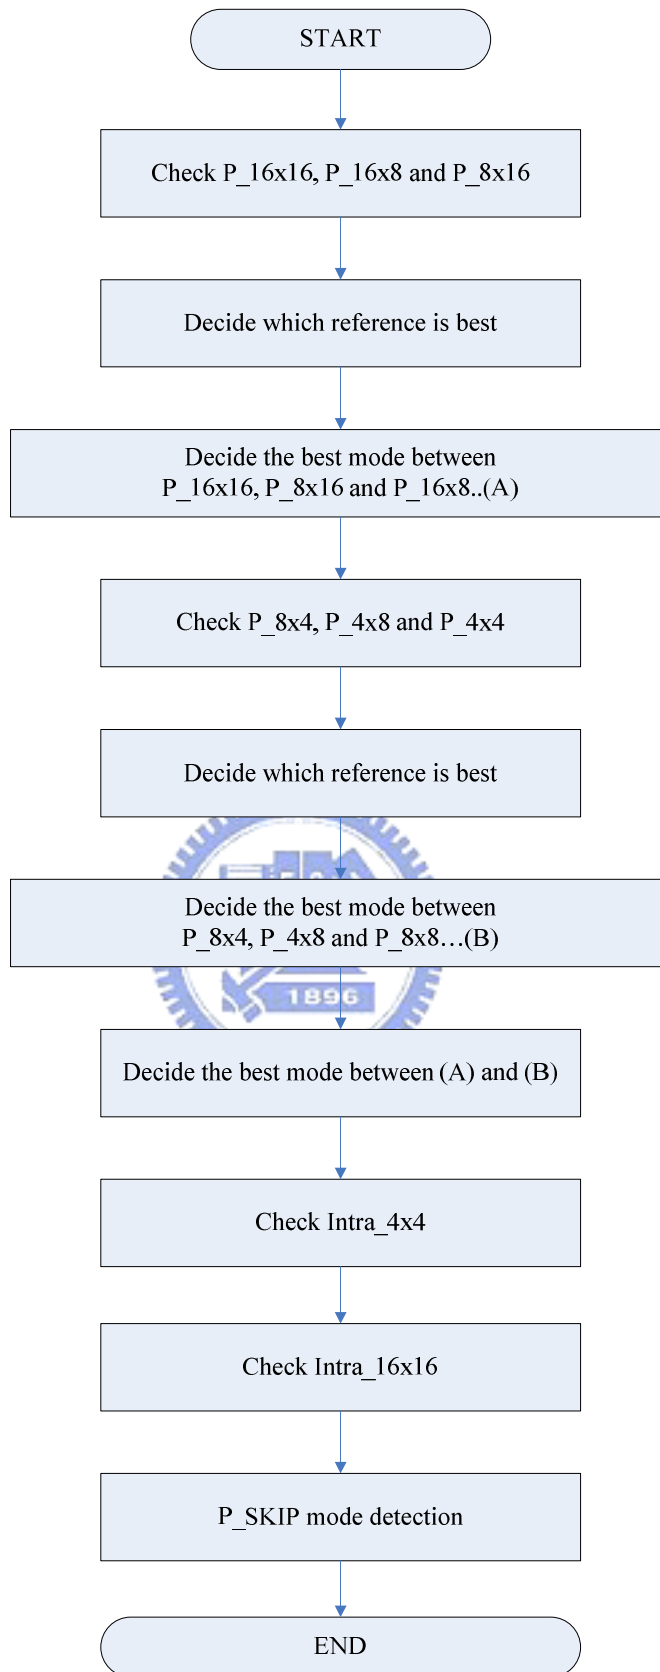 START
Check P_16x16, P_16x8 and P_8x16
Decide which reference is best
Decide the best mode between
P_16x16, P_8x16 and P_16x8..(A)
Check P_8x4, P_4x8 and P_4x4
Decide which reference is best
Decide the best mode between
P_8x4, P_4x8 and P_8x8…(B)
1896
Decide the best mode between (A) and (B)
Check Intra_4x4
Check Intra_16x16
P_SKIP mode detection
END